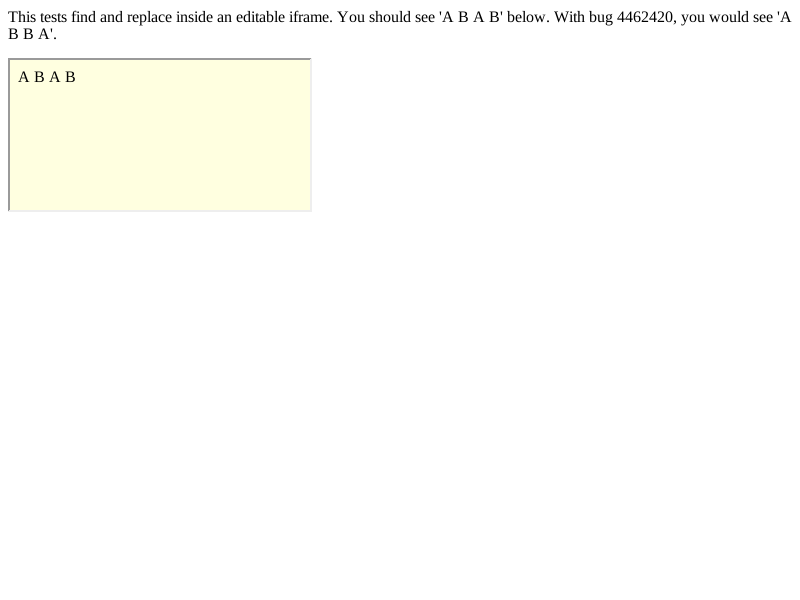 This tests find and replace inside an editable iframe. You should see 'A B A B' below. With bug 4462420, you would see 'A
B B A'.
A B A B